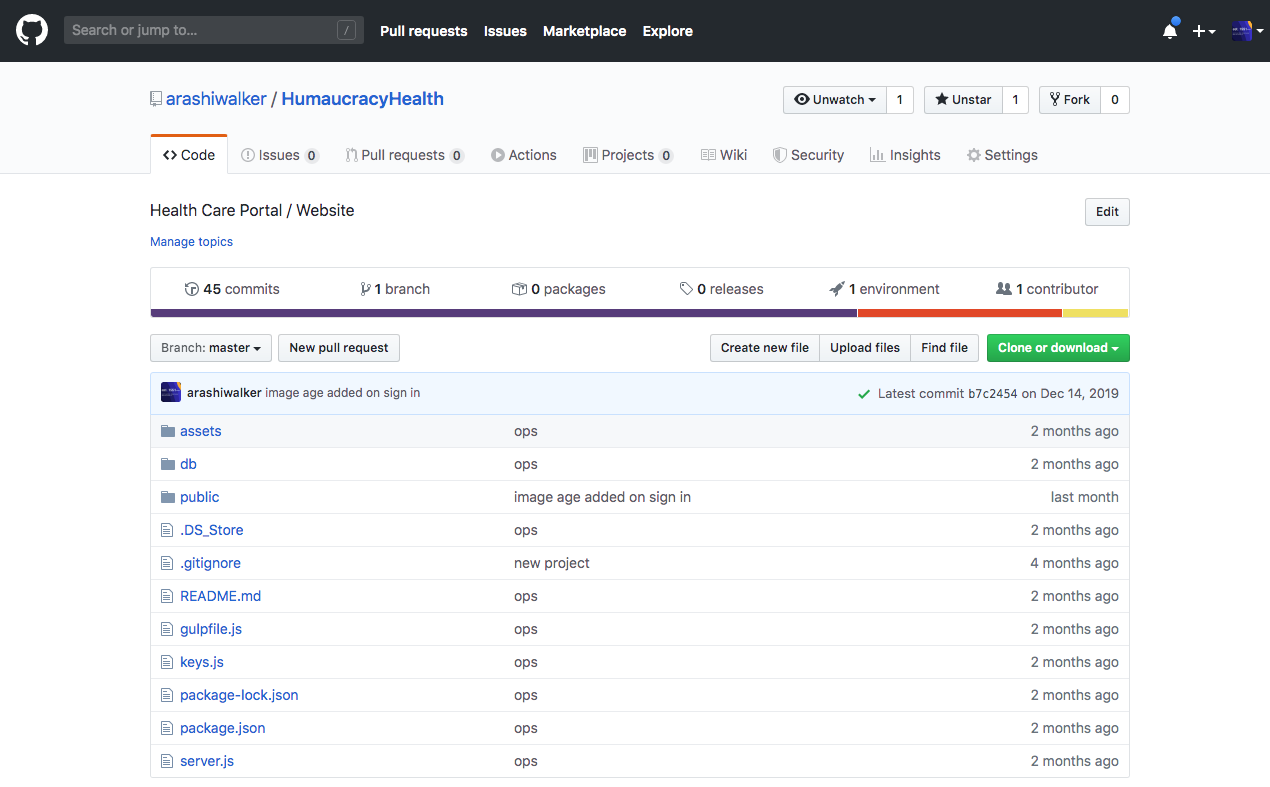 Search or jump to... / Pull requests Issues Marketplace Explore
arashiwalker / HumaucracyHealth Unwatch 1 Unstar 1 Fork 0
Code Issues 0 Pull requests 0 Actions Projects 0 Wiki Security Insights Settings
Health Care Portal / Website Edit
Manage topics
45 commits 1 branch 0 packages 0 releases 1 environment 1 contributor
Branch: master New pull request Create new file Upload files Find file Clone or download
arashiwalker image age added on sign in Latest commit b7c2454 on Dec 14, 2019
assets ops 2 months ago
db ops 2 months ago
public image age added on sign in last month
.DS_Store ops 2 months ago
.gitignore new project 4 months ago
README.md ops 2 months ago
gulpfile.js ops 2 months ago
keys.js ops 2 months ago
package-lock.json ops 2 months ago
package.json ops 2 months ago
server.js ops 2 months ago